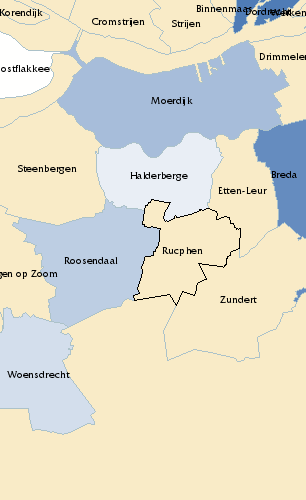 Korendijk
Cromstrijen
Strijen
Binnenmaas
Dordrecht
Werken
ostflakkee
Drimmelen
Moerdijk
Steenbergen
Halderberge
Breda
Etten-Leur
Rucphen
Roosendaal
gen op Zoom
Zundert
Woensdrecht